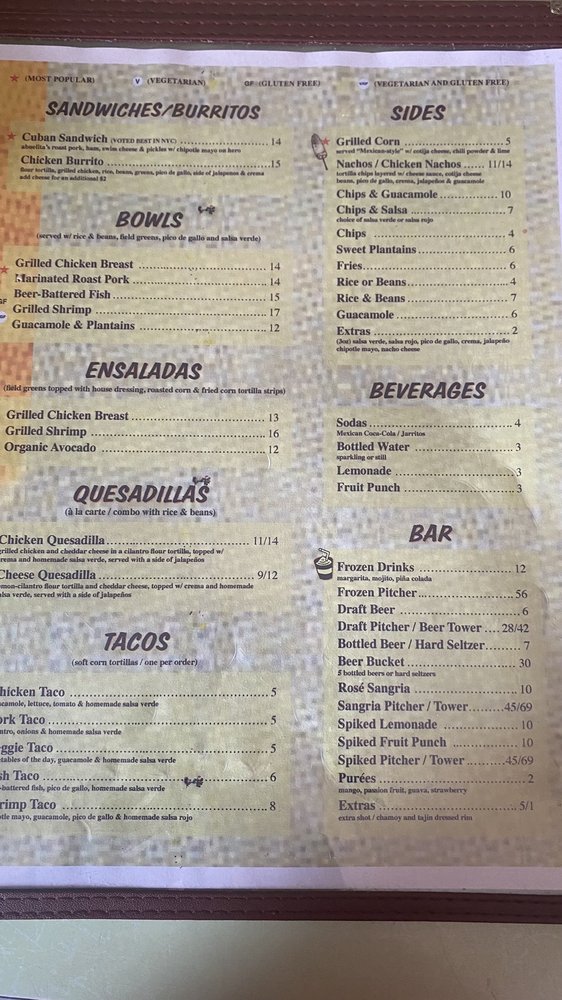 ★ (MOST POPULAR) V (VEGETARIAN) GF (GLUTEN FREE) (VEGETARIAN AND GLUTEN FREE)
SANDWICHES/BURRITOS
Cuban Sandwich (VOTED BEST IN NYC) 14
abuelita's roast pork, ham, swiss cheese & pickles w/ chipotle mayo on hero
Chicken Burrito 15
flour tortilla, grilled chicken, rice, beans, greens, pico de gallo, side of jalapenos & crema
add cheese for an additional $2
BOWLS
(served w/ rice & beans, field greens, pico de gallo and salsa verde)
Grilled Chicken Breast 14
Marinated Roast Pork 14
Beer-Battered Fish 15
GF Grilled Shrimp 17
Guacamole & Plantains 12
ENSALADAS
(field greens topped with house dressing, roasted corn & fried corn tortilla strips)
Grilled Chicken Breast 13
Grilled Shrimp 16
Organic Avocado 12
QUESADILLAS
(à la carte / combo with rice & beans)
Chicken Quesadilla 11/14
grilled chicken and cheddar cheese in a cilantro flour tortilla, topped w/
crema and homemade salsa verde, served with a side of jalapeños
Cheese Quesadilla 9/12
lemon-cilantro flour tortilla and cheddar cheese, topped w/ crema and homemade
salsa verde, served with a side of jalapeños
TACOS
(soft corn tortillas / one per order)
hicken Taco 5
camole, lettuce, tomato & homemade salsa verde
ork Taco 5
ntro, onions & homemade salsa verde
ggie Taco 5
tables of the day, guacamole & homemade salsa verde
sh Taco 6
-battered fish, pico de gallo, homemade salsa verde
rimp Taco 8
tle mayo, guacamole, pico de gallo & homemade salsa rojo
SIDES
Grilled Corn 5
served "Mexican-style" w/ cotija cheese, chili powder & lime
Nachos / Chicken Nachos 11/14
tortilla chips layered w/ cheese sauce, cotija cheese
beans, pico de gallo, crema, jalapeños & guacamole
Chips & Guacamole 10
Chips & Salsa 7
choice of salsa verde or salsa rojo
Chips 4
Sweet Plantains 6
Fries 6
Rice or Beans 4
Rice & Beans 7
Guacamole 6
Extras 2
(3oz) salsa verde, salsa rojo, pico de gallo, crema, jalapeño
chipotle mayo, nacho cheese
BEVERAGES
Sodas 4
Mexican Coca-Cola / Jarritos
Bottled Water 3
sparkling or still
Lemonade 3
Fruit Punch 3
BAR
Frozen Drinks 12
margarita, mojito, piña colada
Frozen Pitcher 56
Draft Beer 6
Draft Pitcher / Beer Tower 28/42
Bottled Beer / Hard Seltzer 7
Beer Bucket 30
5 bottled beers or hard seltzers
Rosé Sangria 10
Sangria Pitcher / Tower 45/69
Spiked Lemonade 10
Spiked Fruit Punch 10
Spiked Pitcher / Tower 45/69
Purées 2
mango, passion fruit, guava, strawberry
Extras 5/1
extra shot / chamoy and tajin dressed rim